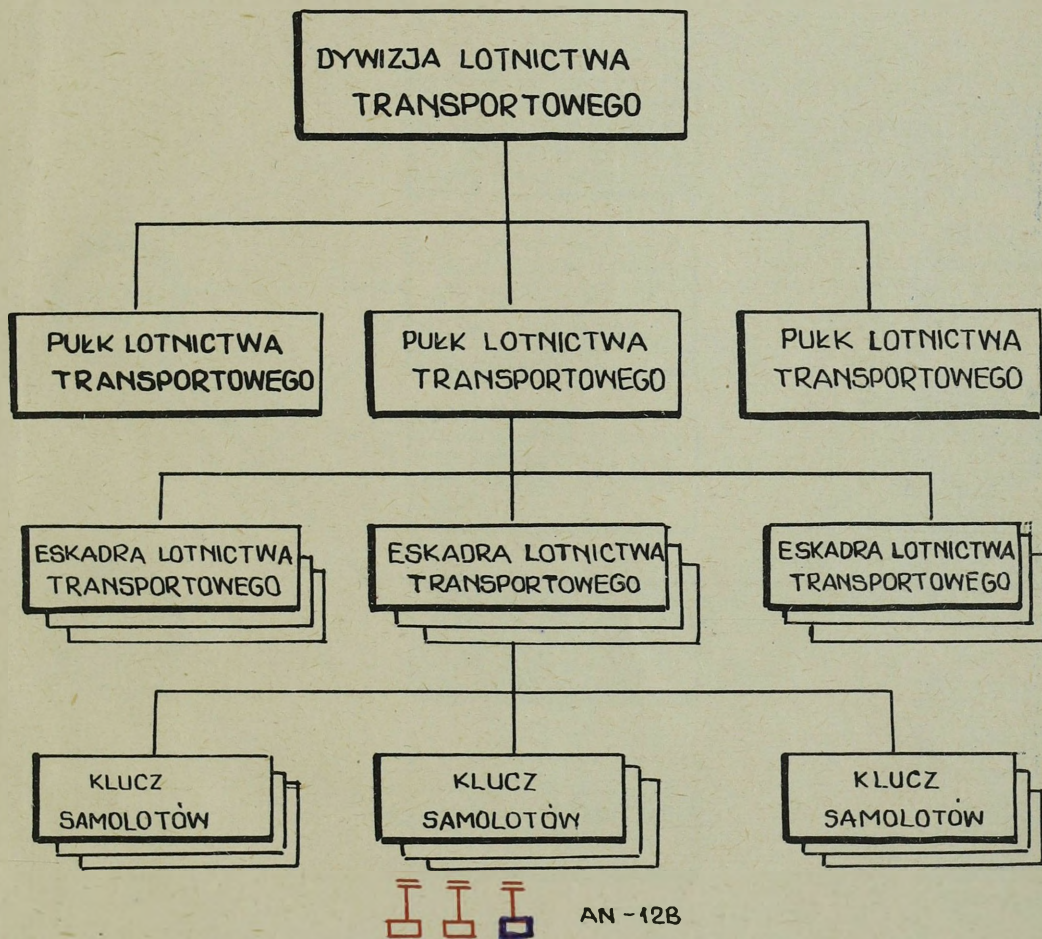 DYWIZJA LOTNICTWA
TRANSPORTOWEGO
PUŁK LOTNICTWA
TRANSPORTOWEGO
PUŁK LOTNICTWA
TRANSPORTOWEGO
PUŁK LOTNICTWA
TRANSPORTOWEGO
ESKADRA LOTNICTWA
TRANSPORTOWEGO
ESKADRA LOTNICTWA
TRANSPORTOWEGO
ESKADRA LOTNICTWA
TRANSPORTOWEGO
KLUCZ
SAMOLOTÓW
KLUCZ
SAMOLOTÓW
KLUCZ
SAMOLOTÓW
AN-12B